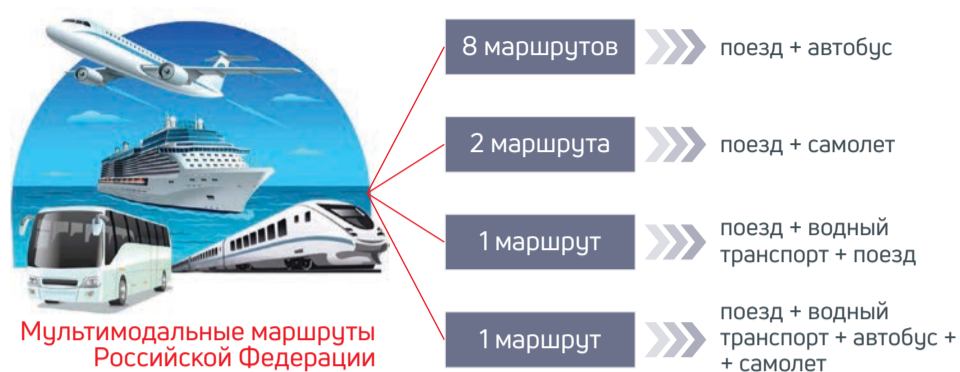 8 маршрутов
поезд + автобус
2 маршрута
поезд + самолет
1 маршрут
поезд + водный
транспорт + поезд
1 маршрут
поезд + водный
транспорт + автобус +
+ самолет
Мультимодальные маршруты
Российской Федерации